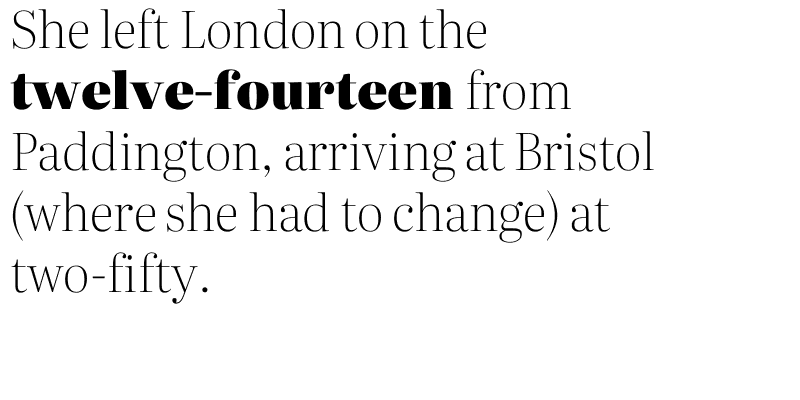 She left London on the
twelve-fourteen from
Paddington, arriving at Bristol
(where she had to change) at
two-fifty.